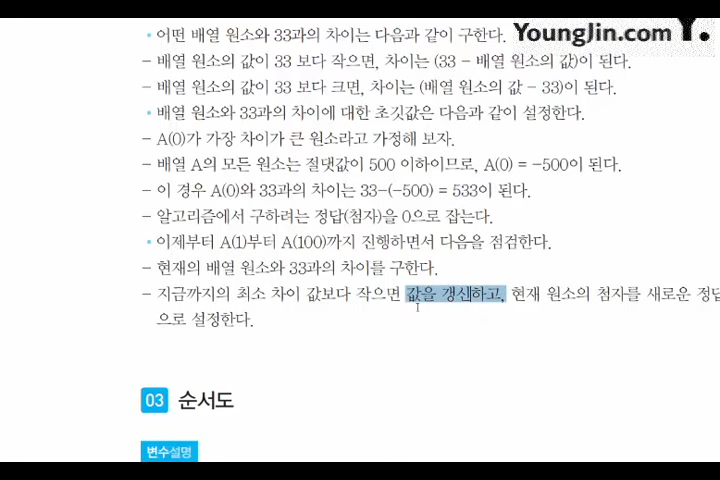 YoungJin.com Y.
• 어떤 배열 원소와 33과의 차이는 다음과 같이 구한다.
– 배열 원소의 값이 33 보다 작으면, 차이는 (33 – 배열 원소의 값)이 된다.
– 배열 원소의 값이 33 보다 크면, 차이는 (배열 원소의 값 – 33)이 된다.
• 배열 원소와 33과의 차이에 대한 초깃값은 다음과 같이 설정한다.
– A(0)가 가장 차이가 큰 원소라고 가정해 보자.
– 배열 A의 모든 원소는 절댓값이 500 이하이므로, A(0) = -500이 된다.
– 이 경우 A(0)와 33과의 차이는 33-(-500) = 533이 된다.
– 알고리즘에서 구하려는 정답(첨자)을 0으로 잡는다.
• 이제부터 A(1)부터 A(100)까지 진행하면서 다음을 점검한다.
– 현재의 배열 원소와 33과의 차이를 구한다.
– 지금까지의 최소 차이 값보다 작으면 값을 갱신하고, 현재 원소의 첨자를 새로운 정답
으로 설정한다.
03 순서도
변수설명